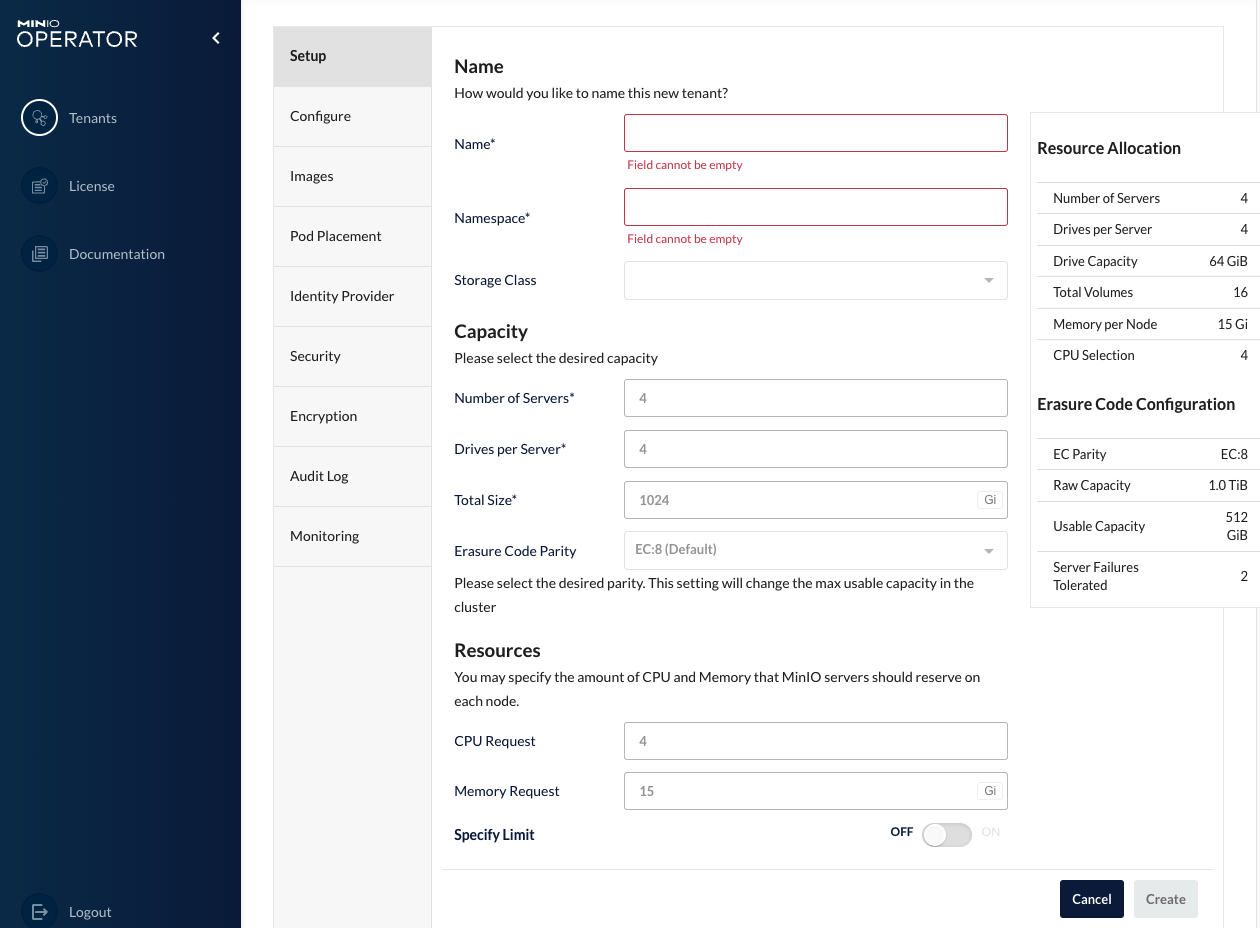 MINIO
OPERATOR
Tenants
License
Documentation
Logout
Setup
Configure
Images
Pod Placement
Identity Provider
Security
Encryption
Audit Log
Monitoring
Name
How would you like to name this new tenant?
Name*
Field cannot be empty
Namespace*
Field cannot be empty
Storage Class
Capacity
Please select the desired capacity
Number of Servers* 4
Drives per Server* 4
Total Size* 1024 Gi
Erasure Code Parity EC:8 (Default)
Please select the desired parity. This setting will change the max usable capacity in the
cluster
Resources
You may specify the amount of CPU and Memory that MinIO servers should reserve on
each node.
CPU Request 4
Memory Request 15 Gi
Specify Limit OFF ON
Cancel Create
Resource Allocation
Number of Servers 4
Drives per Server 4
Drive Capacity 64 GiB
Total Volumes 16
Memory per Node 15 Gi
CPU Selection 4
Erasure Code Configuration
EC Parity EC:8
Raw Capacity 1.0 TiB
Usable Capacity 512
GiB
Server Failures
Tolerated 2